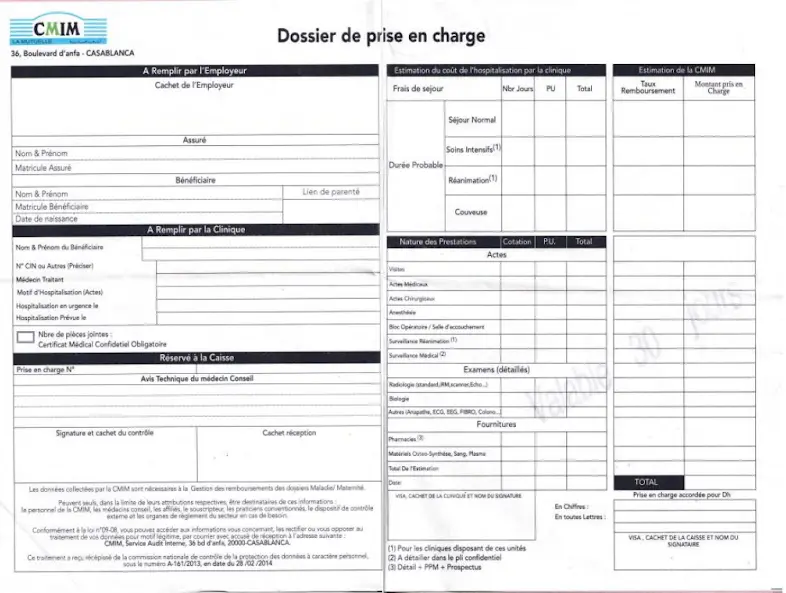 CMIM
LA MUTUELLE
36, Boulevard d'anfa - CASABLANCA
Dossier de prise en charge
A Remplir par l'Employeur
Cachet de l'Employeur
Assuré
Nom & Prénom
Matricule Assuré
Bénéficiaire
Nom & Prénom
Lien de parenté
Matricule Bénéficiaire
Date de naissance
A Remplir par la Clinique
Nom & Prénom du Bénéficiaire
N° CIN ou Autres (Préciser)
Médecin Traitant
Motif d'Hospitalisation (Actes)
Hospitalisation en urgence le
Hospitalisation Prévue le
Nbre de pièces jointes :
Certificat Médical Confidetiel Obligatoire
Réservé à la Caisse
Prise en charge N°
Avis Technique du médecin Conseil
Signature et cachet du contrôle
Cachet réception
Les données collectées par la CMIM sont nécessaires à la Gestion des remboursements des dossiers Maladie/ Maternité.
Peuvent seuls, dans la limite de leurs attributions respectives, être destinataires de ces informations :
le personnel de la CMIM, les médecins conseil, les affiliés, le souscripteur, les praticiens conventionnés, le dispositif de contrôle
externe et les organes de règlement du secteur en cas de besoin.
Conformément à la loi n°09-08, vous pouvez accéder aux informations vous concernant, les rectifier ou vous opposer au
traitement de vos données pour motif légitime, par courrier avec accusé de réception à l'adresse suivante :
CMIM, Service Audit Interne, 36 bd d'anfa, 20000-CASABLANCA.
Ce traitement a reçu récépissé de la commission nationale de contrôle de la protection des données à caractère personnel,
sous le numéro A-161/2013, en date du 28 /02 /2014
Estimation du coût de l'hospitalisation par la clinique
Frais de sejour
Nbr Jours
PU
Total
Durée Probable
Séjour Normal
Soins Intensifs(1)
Réanimation(1)
Couveuse
Nature des Prestations
Cotation
P.U.
Total
Actes
Visites
Actes Médicaux
Actes Chirurgicaux
Anesthésie
Bloc Opératoire / Salle d'accouchement
Surveillance Réanimation (1)
Surveillance Médical (2)
Examens (détaillés)
Radiologie (standard,IRM,scanner,Echo...)
Biologie
Autres (Anapathe, ECG, EEG, FIBRO, Colono...)
Fournitures
Pharmacies (3)
Matériels Ostéo-Synthèse, Sang, Plasma
Total De l'Estimation
Date:
VISA, CACHET DE LA CLINIQUE ET NOM DU SIGNATURE
(1) Pour les cliniques disposant de ces unités
(2) A détailler dans le pli confidentiel
(3) Détail + PPM + Prospectus
Estimation de la CMIM
Taux
Remboursement
Montant pris en
Charge
Valable 30 jours
TOTAL
Prise en charge accordée pour Dh
En Chiffres :
En toutes Lettres :
VISA , CACHET DE LA CAISSE ET NOM DU
SIGNATAIRE